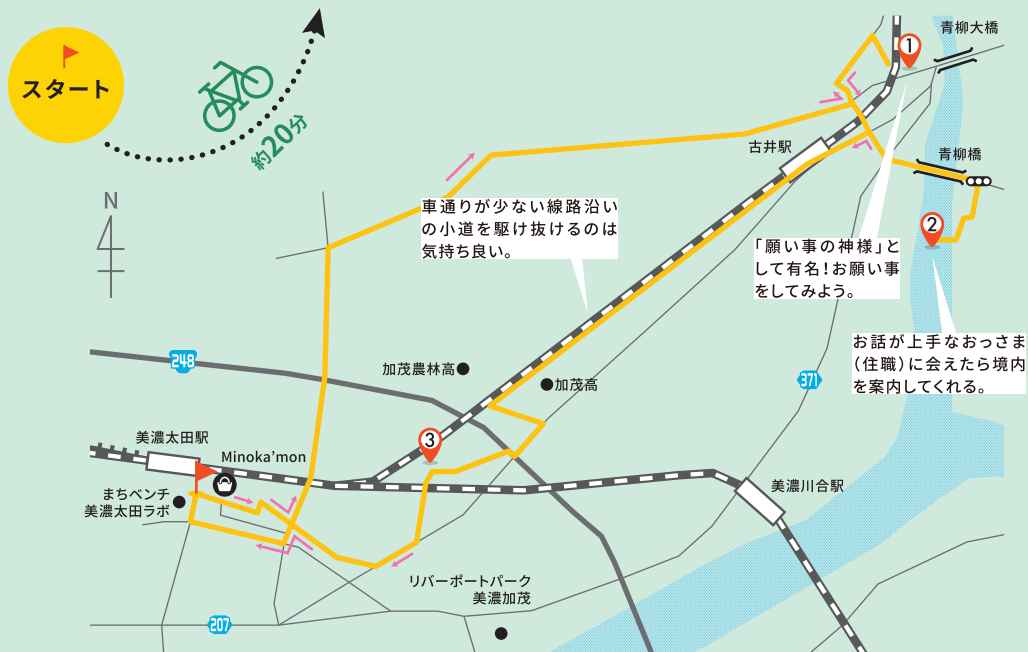 スタート
約20分
N
青柳大橋
1
古井駅
青柳橋
2
車通りが少ない線路沿い
の小道を駆け抜けるのは
気持ち良い。
「願い事の神様」と
して有名！お願い事
をしてみよう。
お話が上手なおっさま
（住職）に会えたら境内
を案内してくれる。
248
加茂農林高
加茂高
371
美濃太田駅
3
Minoka’mon
まちベンチ
美濃太田ラボ
美濃川合駅
リバーポートパーク
美濃加茂
207